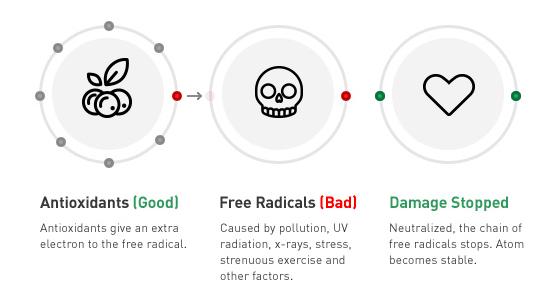 Antioxidants (Good)
Antioxidants give an extra
electron to the free radical.
Free Radicals (Bad)
Caused by pollution, UV
radiation, x-rays, stress,
strenuous exercise and
other factors.
Damage Stopped
Neutralized, the chain of
free radicals stops. Atom
becomes stable.